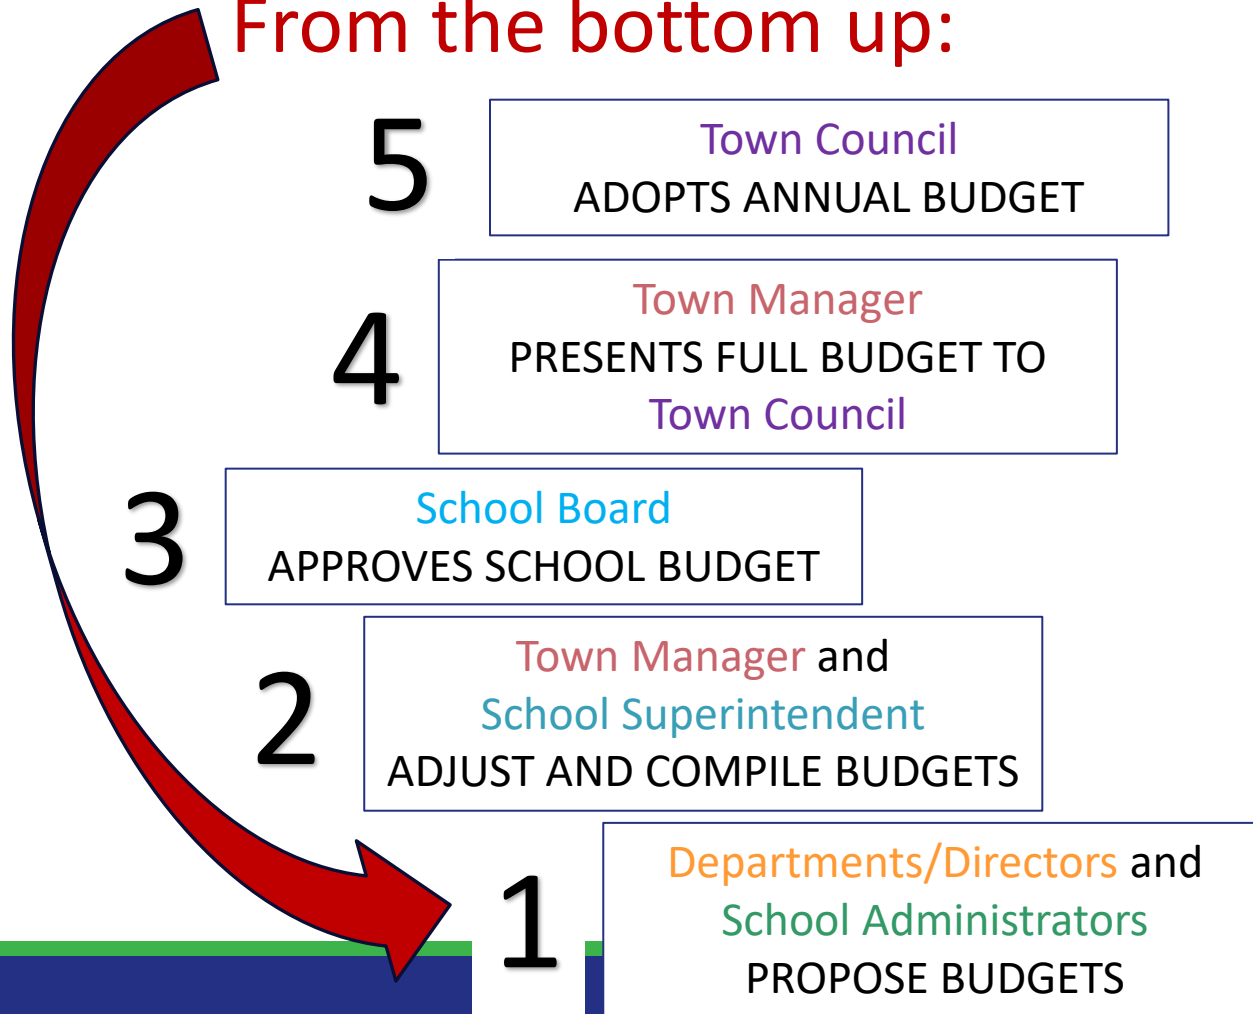 From the bottom up:
5
Town Council
ADOPTS ANNUAL BUDGET
4
Town Manager
PRESENTS FULL BUDGET TO
Town Council
3
School Board
APPROVES SCHOOL BUDGET
2
Town Manager and
School Superintendent
ADJUST AND COMPILE BUDGETS
1
Departments/Directors and
School Administrators
PROPOSE BUDGETS